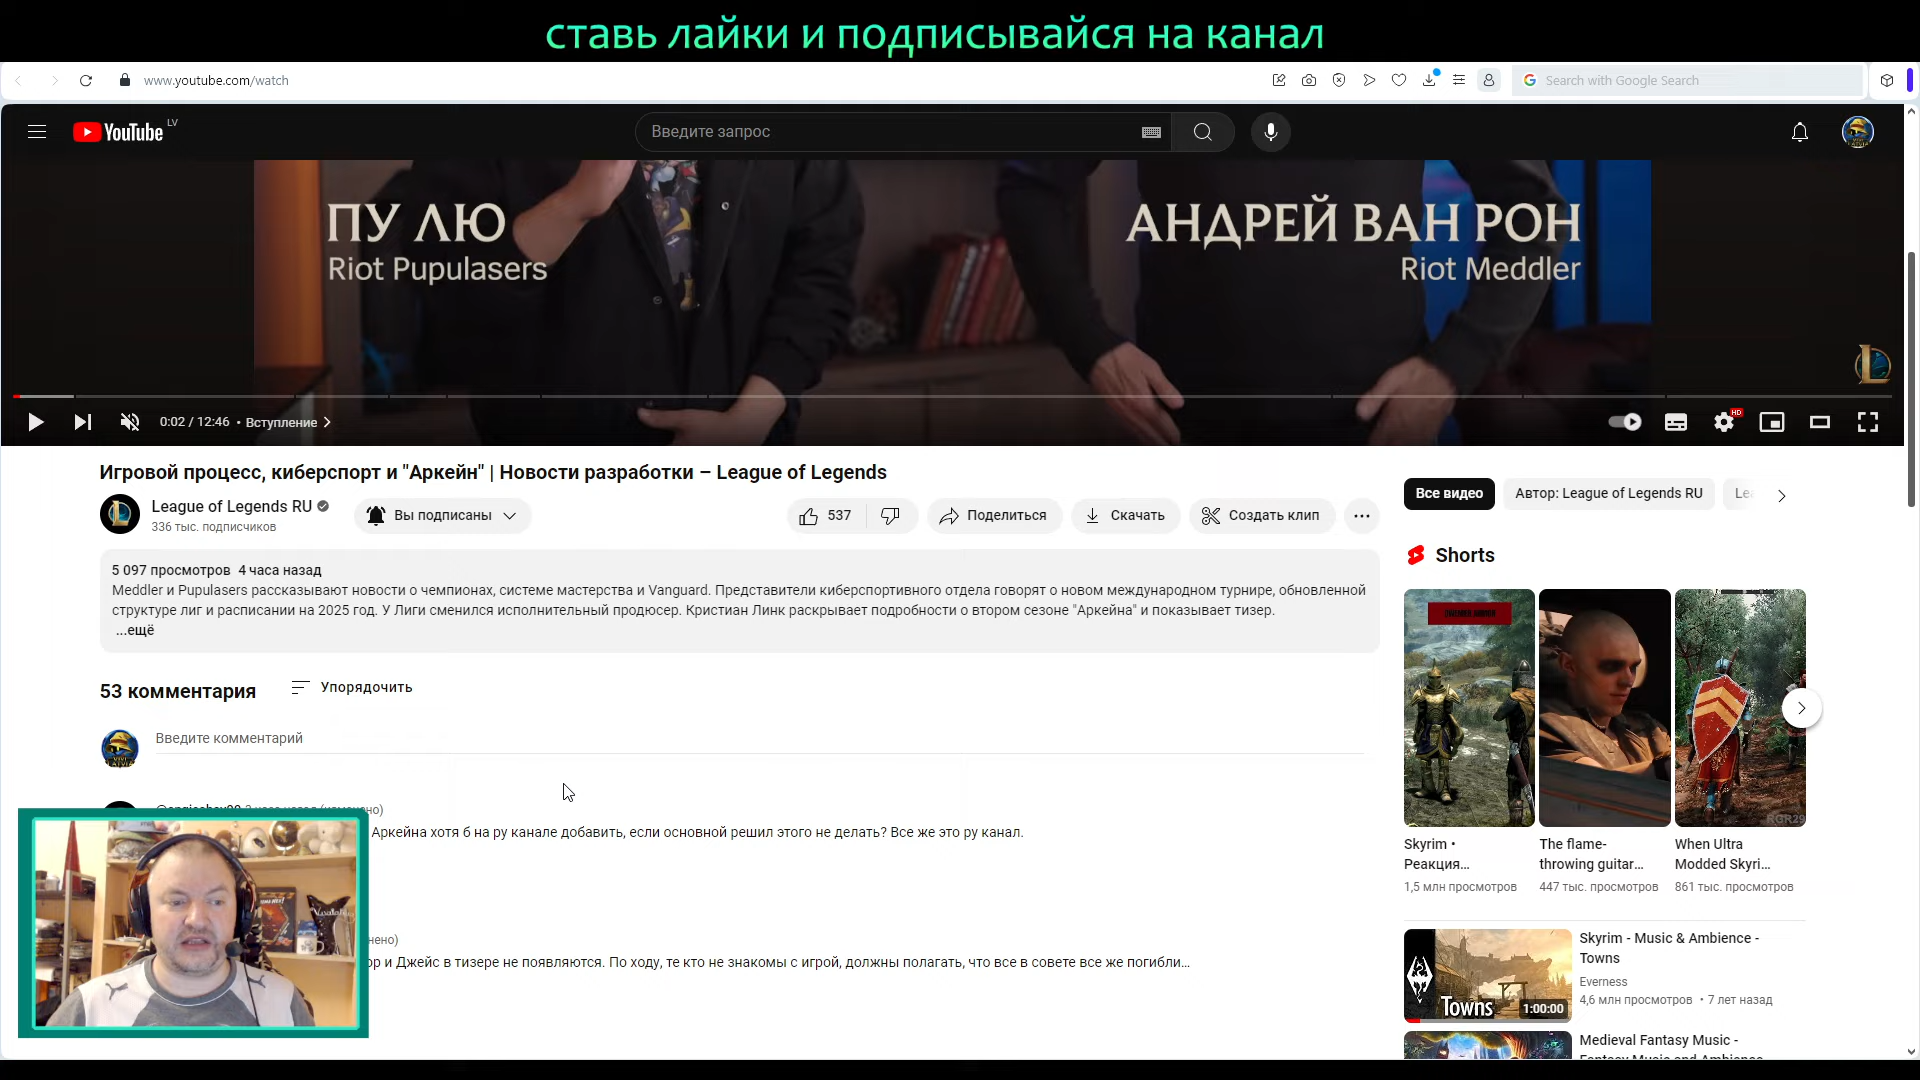 ставь лайки и подписывайся на канал
www.youtube.com/watch
Search with Google Search
YouTube LV
Введите запрос
ПУ ЛЮ
Riot Pupulasers
АНДРЕЙ ВАН РОН
Riot Meddler
0:02 / 12:46 • Вступление
HD
Игровой процесс, киберспорт и "Аркейн" | Новости разработки – League of Legends
League of Legends RU
336 тыс. подписчиков
Вы подписаны
537
Поделиться
Скачать
Создать клип
5 097 просмотров 4 часа назад
Meddler и Pupulasers рассказывают новости о чемпионах, системе мастерства и Vanguard. Представители киберспортивного отдела говорят о новом международном турнире, обновленной
структуре лиг и расписании на 2025 год. У Лиги сменился исполнительный продюсер. Кристиан Линк раскрывает подробности о втором сезоне "Аркейна" и показывает тизер.
...ещё
53 комментария
Упорядочить
Введите комментарий
Аркейна хотя б на ру канале добавить, если основной решил этого не делать? Все же это ру канал.
и Джейс в тизере не появляются. По ходу, те кто не знакомы с игрой, должны полагать, что все в совете все же погибли...
Все видео
Автор: League of Legends RU
Shorts
RGR29
Skyrim •
Реакция...
1,5 млн просмотров
The flame-
throwing guitar...
447 тыс. просмотров
When Ultra
Modded Skyri...
861 тыс. просмотров
Towns
1:00:00
Skyrim - Music & Ambience -
Towns
Everness
4,6 млн просмотров • 7 лет назад
Medieval Fantasy Music -
Fantasy Music and Ambience